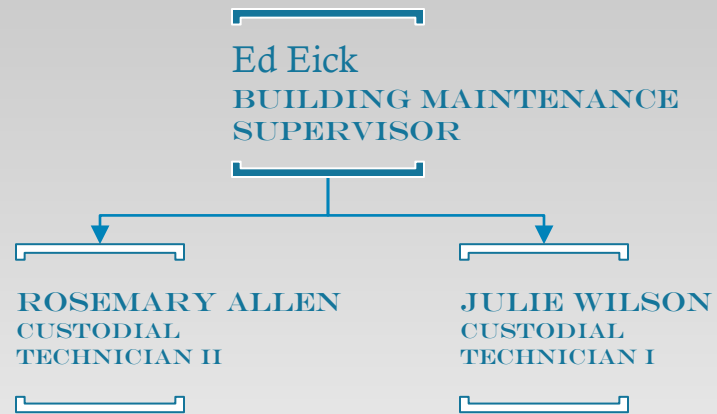 Ed Eick
BUILDING MAINTENANCE
SUPERVISOR
ROSEMARY ALLEN
CUSTODIAL
TECHNICIAN II
JULIE WILSON
CUSTODIAL
TECHNICIAN I